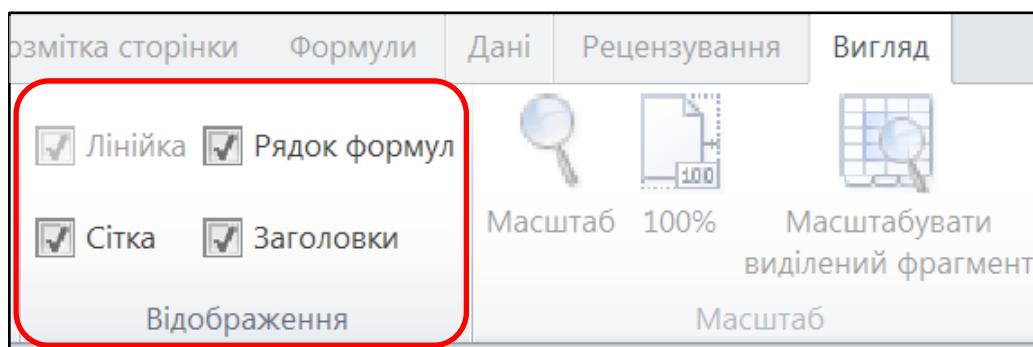 озмітка сторінки Формули Дані Рецензування Вигляд
Лінійка Рядок формул
Сітка Заголовки
Відображення
Масштаб 100% Масштабувати
виділений фрагмент
100
Масштаб